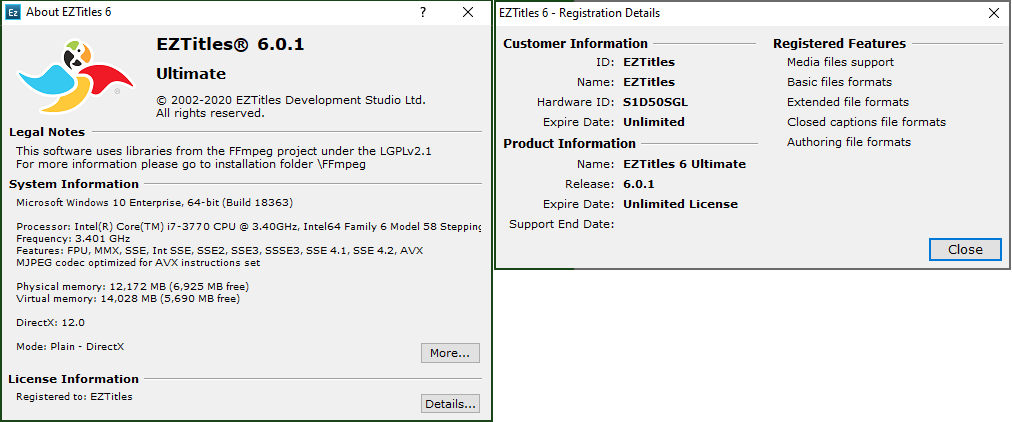 Ez About EZTitles 6
EZTitles® 6.0.1
Ultimate
© 2002-2020 EZTitles Development Studio Ltd.
All rights reserved.
Legal Notes
This software uses libraries from the FFmpeg project under the LGPLv2.1
For more information please go to installation folder \FFmpeg
System Information
Microsoft Windows 10 Enterprise, 64-bit (Build 18363)
Processor: Intel(R) Core(TM) i7-3770 CPU @ 3.40GHz, Intel64 Family 6 Model 58 Stepping
Frequency: 3.401 GHz
Features: FPU, MMX, SSE, Int SSE, SSE2, SSE3, SSSE3, SSE 4.1, SSE 4.2, AVX
MJPEG codec optimized for AVX instructions set
Physical memory: 12,172 MB (6,925 MB free)
Virtual memory: 14,028 MB (5,690 MB free)
DirectX: 12.0
Mode: Plain - DirectX
More...
License Information
Registered to: EZTitles
Details...
EZTitles 6 - Registration Details
Customer Information
ID: EZTitles
Name: EZTitles
Hardware ID: S1D50SGL
Expire Date: Unlimited
Product Information
Name: EZTitles 6 Ultimate
Release: 6.0.1
Expire Date: Unlimited License
Support End Date:
Registered Features
Media files support
Basic files formats
Extended file formats
Closed captions file formats
Authoring file formats
Close